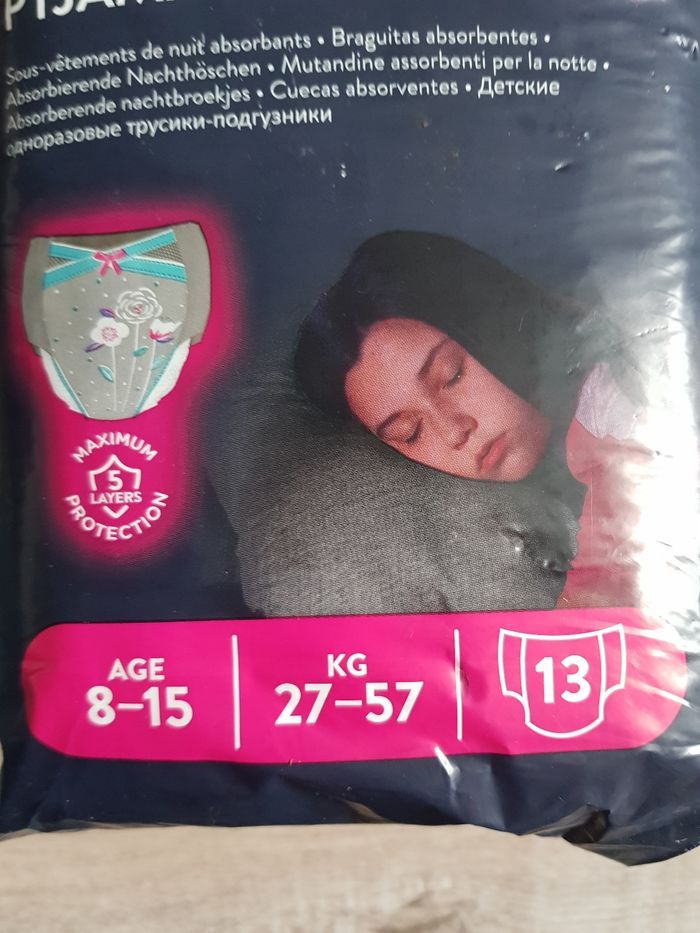 Sous-vêtements de nuit absorbants • Braguitas absorbentes •
Absorbierende Nachthöschen • Mutandine assorbenti per la notte •
Absorberende nachtbroekjes • Cuecas absorventes • Детские
одноразовые трусики-подгузники
MAXIMUM
5
LAYERS
PROTECTION
AGE
8–15
KG
27–57
13